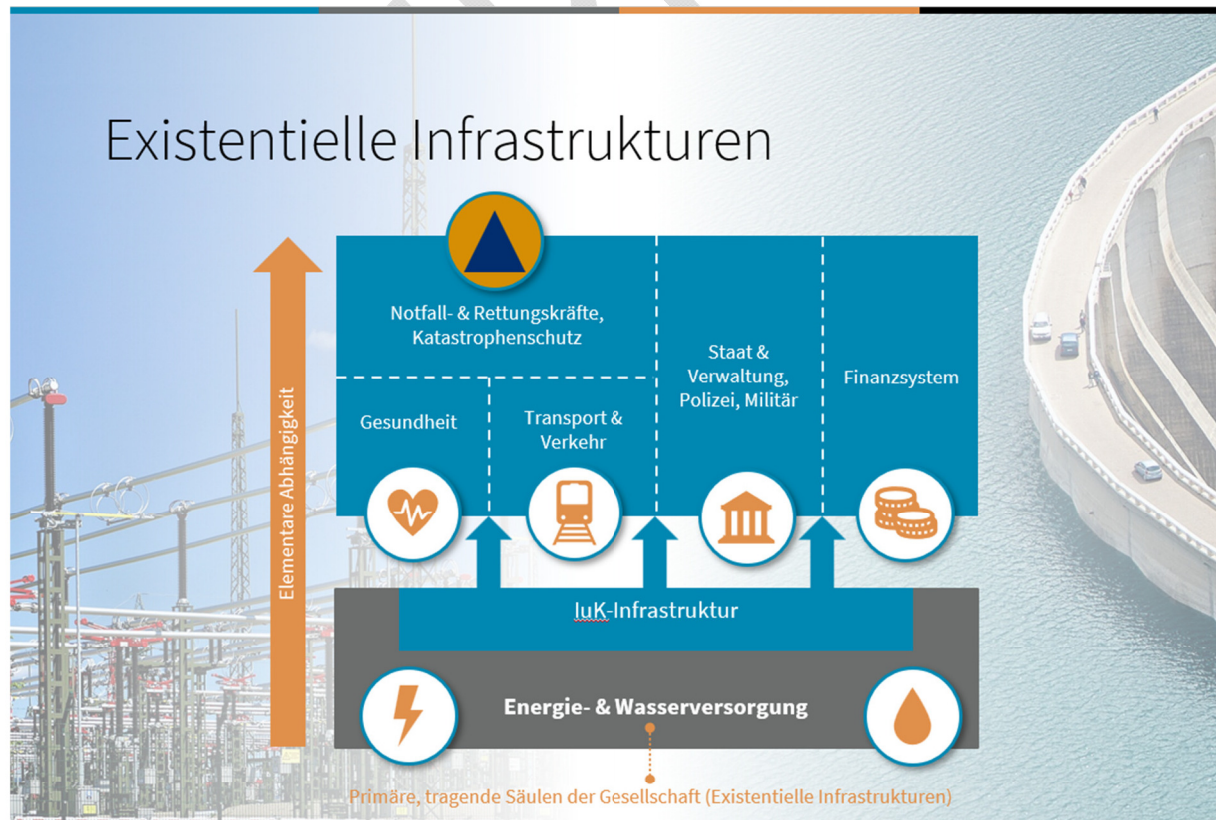 Existentielle Infrastrukturen
Elementare Abhängigkeit
Notfall- & Rettungskräfte,
Katastrophenschutz
Gesundheit
Transport &
Verkehr
Staat &
Verwaltung,
Polizei, Militär
Finanzsystem
IuK-Infrastruktur
Energie- & Wasserversorgung
Primäre, tragende Säulen der Gesellschaft (Existentielle Infrastrukturen)